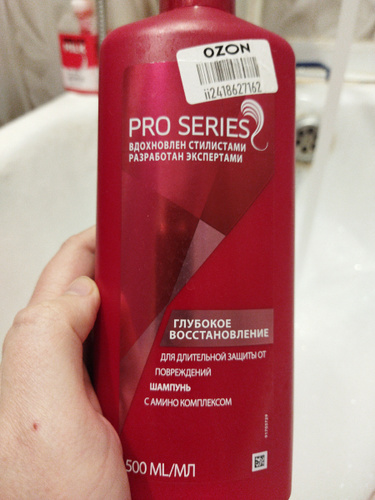 OZON
ii2418627162
PRO SERIES
ВДОХНОВЛЕН СТИЛИСТАМИ
РАЗРАБОТАН ЭКСПЕРТАМИ
ГЛУБОКОЕ
ВОССТАНОВЛЕНИЕ
ДЛЯ ДЛИТЕЛЬНОЙ ЗАЩИТЫ ОТ
ПОВРЕЖДЕНИЙ
ШАМПУНЬ
С АМИНО КОМПЛЕКСОМ
500 ML/МЛ